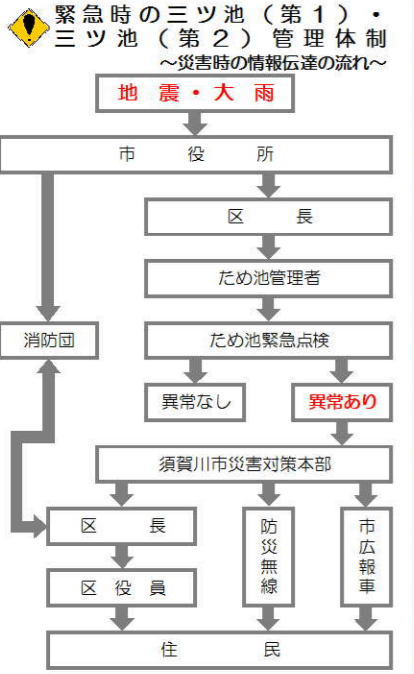 緊急時の三ツ池（第１）・
三ツ池（第２）管理体制
～災害時の情報伝達の流れ～
地震・大雨
市役所
区長
ため池管理者
消防団
ため池緊急点検
異常なし
異常あり
須賀川市災害対策本部
区長
防災無線
市広報車
区役員
住民